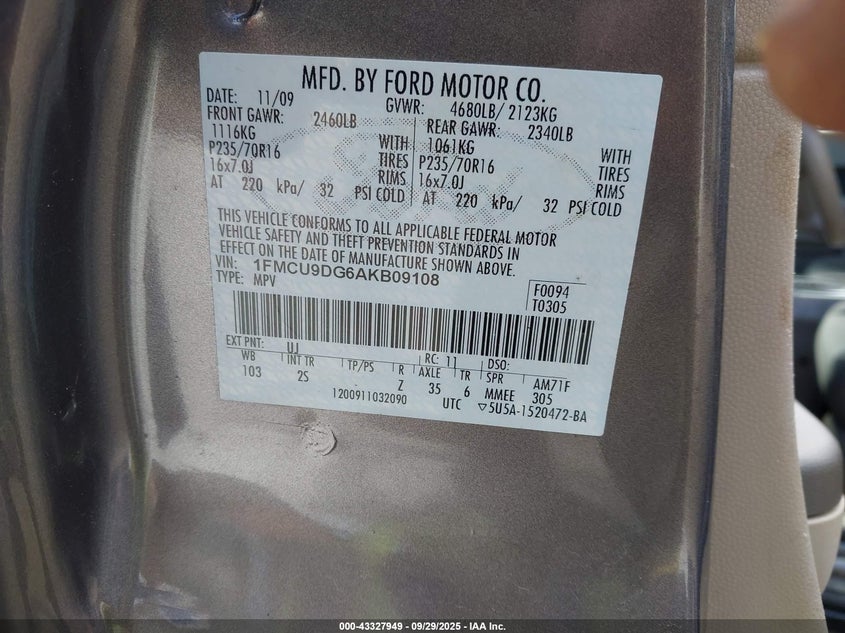 MFD. BY FORD MOTOR CO.
DATE: 11/09 GVWR: 4680LB/ 2123KG
FRONT GAWR: 2460LB REAR GAWR: 2340LB
1116KG WITH 1061KG WITH
P235/70R16 TIRES P235/70R16 TIRES
16x7.0J RIMS 16x7.0J RIMS
AT 220 kPa/ 32 PSI COLD AT 220 kPa/ 32 PSI COLD
THIS VEHICLE CONFORMS TO ALL APPLICABLE FEDERAL MOTOR
VEHICLE SAFETY AND THEFT PREVENTION STANDARDS IN
EFFECT ON THE DATE OF MANUFACTURE SHOWN ABOVE.
VIN: 1FMCU9DG6AKB09108 F0094
TYPE: MPV T0305
EXT PNT: UJ RC: 11 DSO:
WB INT TR TP/PS R AXLE TR SPR AM71F
103 2S Z 35 6 MMEE 305
1200911032090 UTC ▽5U5A-1520472-BA
000-43327949 - 09/29/2025 - IAA Inc.